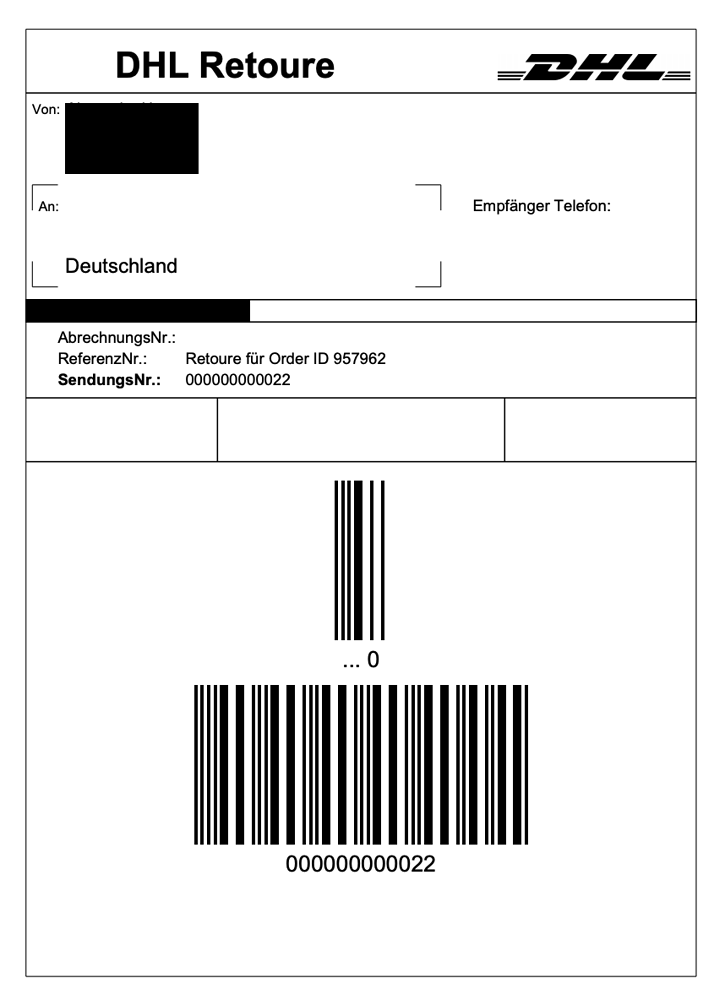 DHL Retoure
DHL
Von:
An:
Empfänger Telefon:
Deutschland
AbrechnungsNr.:
ReferenzNr.: Retoure für Order ID 957962
SendungsNr.: 000000000022
... 0
000000000022